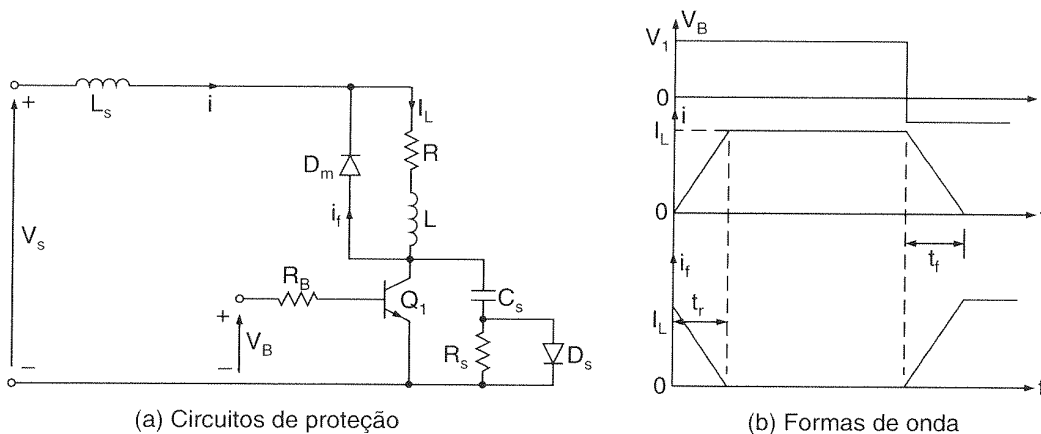 +
L_s
i
I_L
R
D_m
i_f
L
V_s
R_B
Q_1
C_s
+
V_B
R_s
D_s
−
−
(a) Circuitos de proteção
V_B
V_1
0
t
i
I_L
0
t
t_f
i_f
t_r
I_L
0
t
(b) Formas de onda